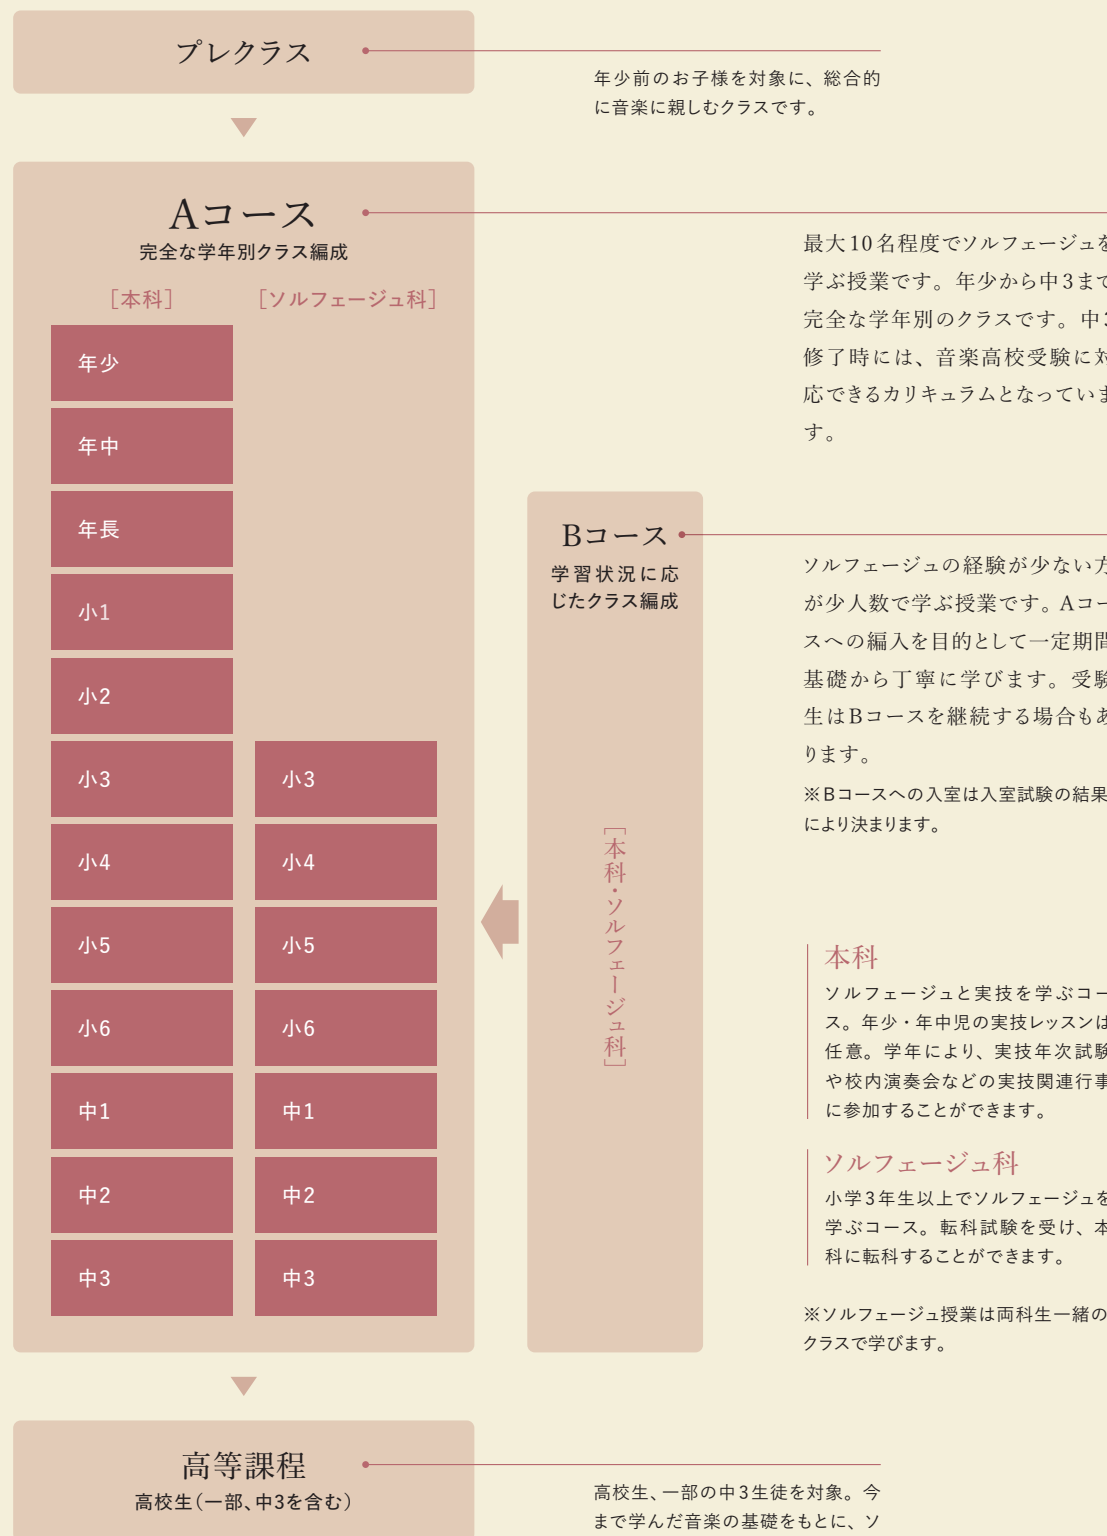 プレクラス
年少前のお子様を対象に、総合的
に音楽に親しむクラスです。
Aコース
完全な学年別クラス編成
［本科］
［ソルフェージュ科］
年少
年中
年長
小1
小2
小3
小4
小5
小6
中1
中2
中3
小3
小4
小5
小6
中1
中2
中3
最大10名程度でソルフェージュを
学ぶ授業です。年少から中3まで
完全な学年別のクラスです。中3
修了時には、音楽高校受験に対
応できるカリキュラムとなっていま
す。
Bコース
学習状況に応
じたクラス編成
［本科・ソルフェージュ科］
ソルフェージュの経験が少ない方
が少人数で学ぶ授業です。Aコー
スへの編入を目的として一定期間
基礎から丁寧に学びます。受験
生はBコースを継続する場合もあ
ります。
※Bコースへの入室は入室試験の結果
により決まります。
本科
ソルフェージュと実技を学ぶコー
ス。年少・年中児の実技レッスンは
任意。学年により、実技年次試験
や校内演奏会などの実技関連行事
に参加することができます。
ソルフェージュ科
小学3年生以上でソルフェージュを
学ぶコース。転科試験を受け、本
科に転科することができます。
※ソルフェージュ授業は両科生一緒の
クラスで学びます。
高等課程
高校生（一部、中3を含む）
高校生、一部の中3生徒を対象。今
まで学んだ音楽の基礎をもとに、ソ